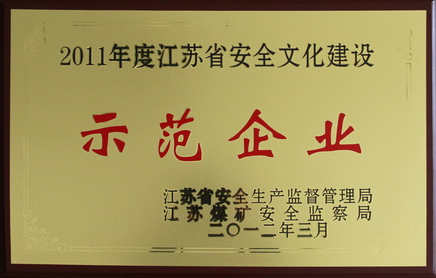 2011年度江苏省安全文化建设
示范企业
江苏省安全生产监督管理局
江苏煤矿安全监察局
二〇一二年三月